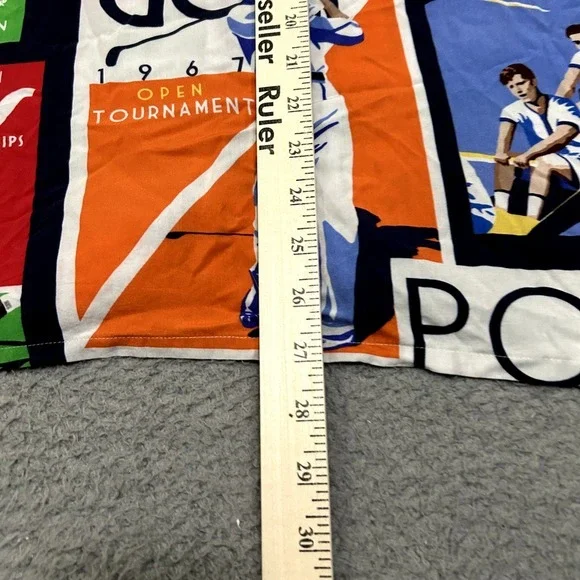 1967
OPEN
TOURNAMENT
IPS
N
PO
seller Ruler
20
21
22
23
24
25
26
27
28
29
30